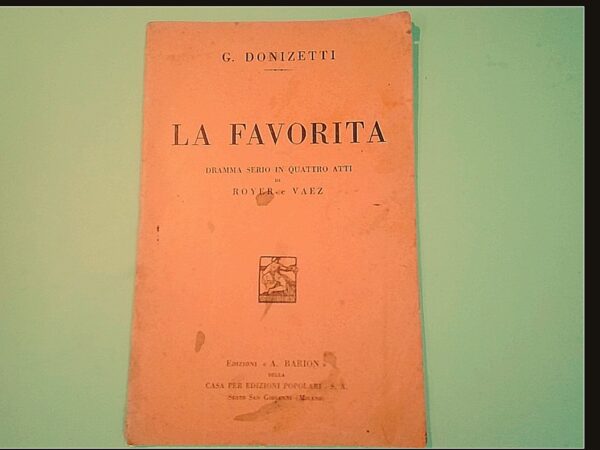 G. DONIZETTI
LA FAVORITA
DRAMMA SERIO IN QUATTRO ATTI
DI
ROYER e VAEZ
EDIZIONI « A. BARION »
DELLA
CASA PER EDIZIONI POPOLARI - S. A.
SESTO SAN GIOVANNI (MILANO)